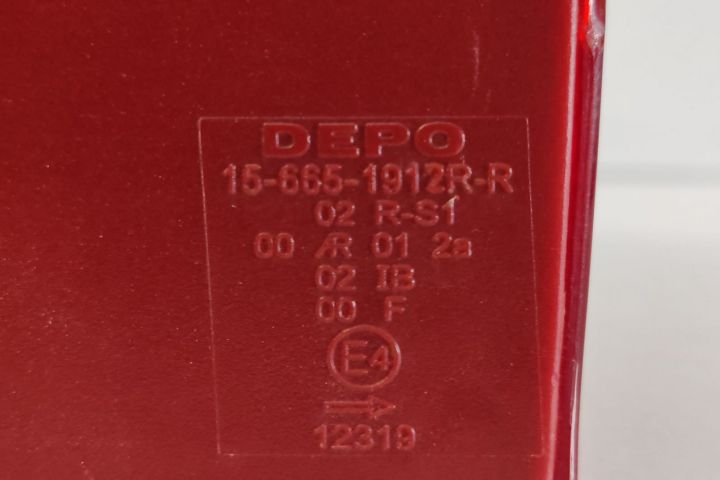 DEPO
15-665-1912R-R
02 R-S1
00 AR 01 2a
02 IB
00 F
E4
12319